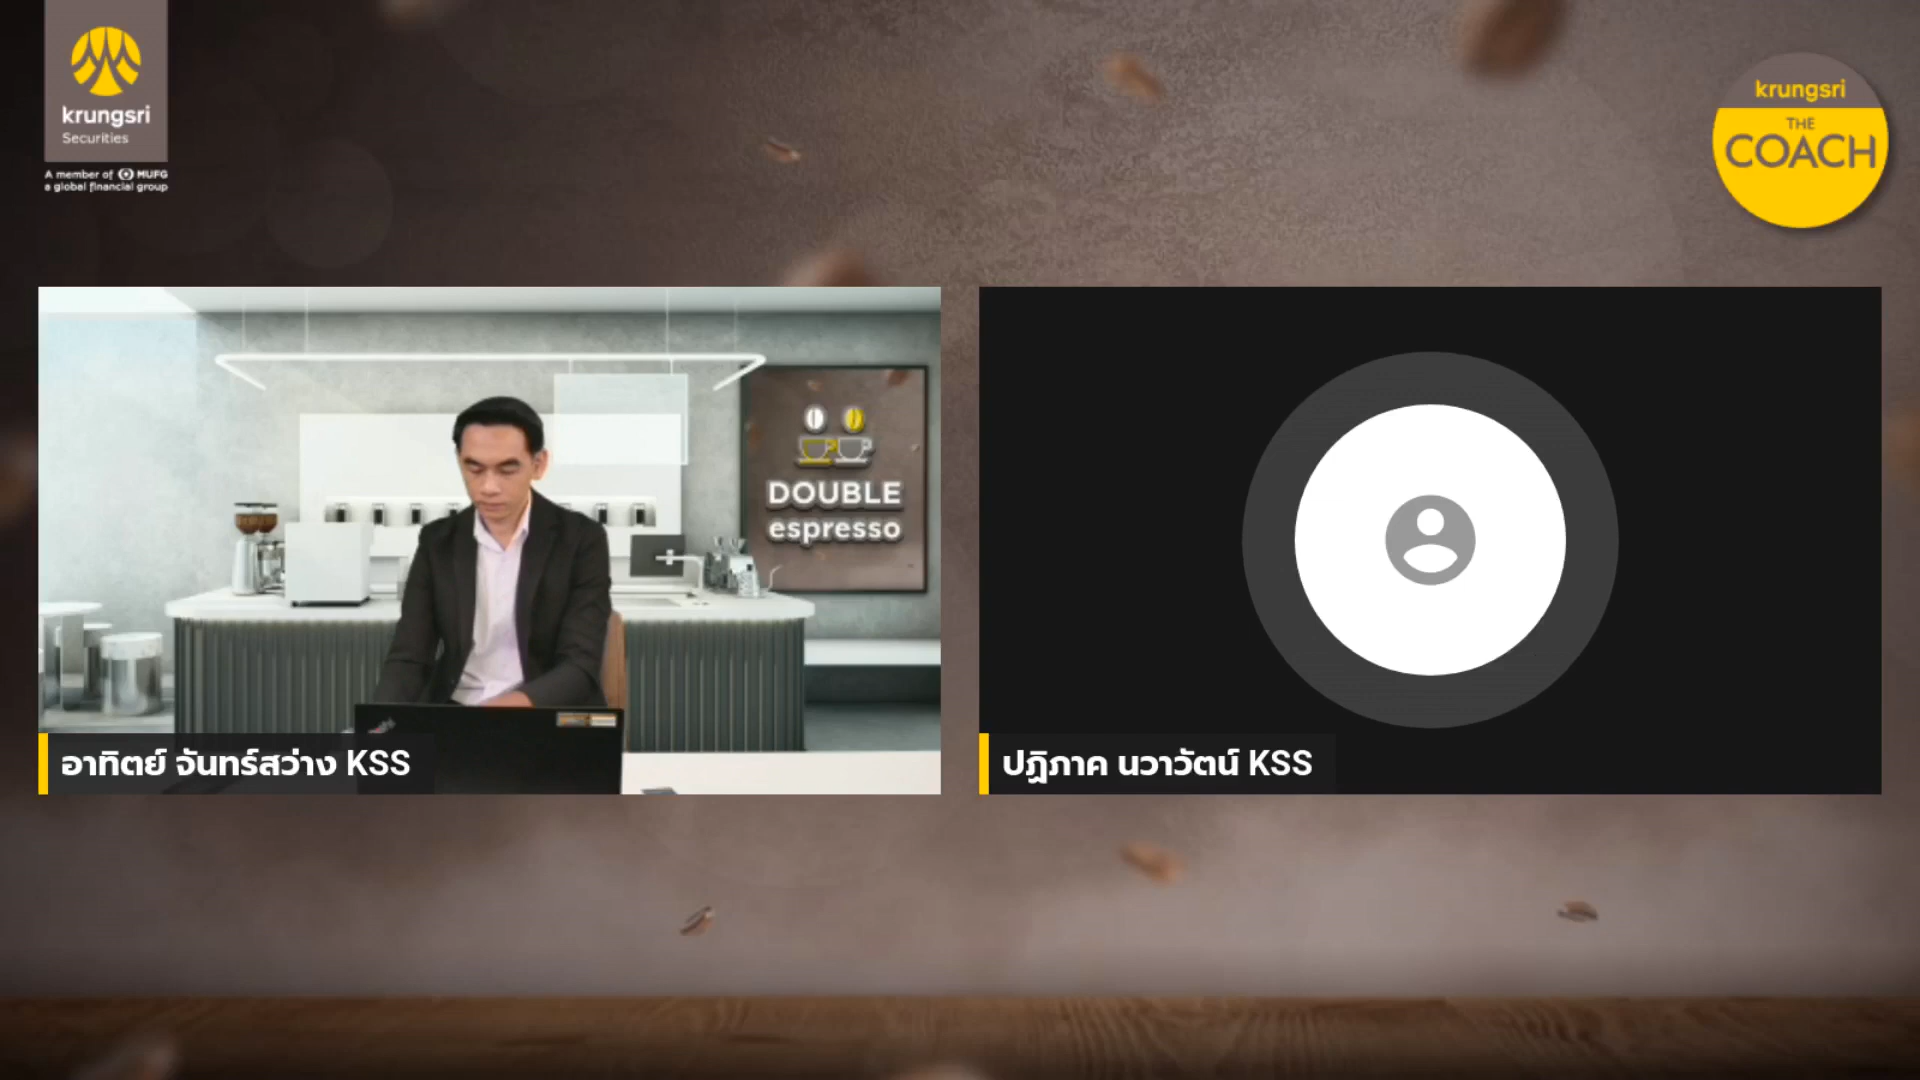 krungsri
Securities
A member of MUFG
a global financial group
krungsri
THE
COACH
DOUBLE
espresso
อาทิตย์ จันทร์สว่าง KSS
ปฏิภาค นวาวัตน์ KSS